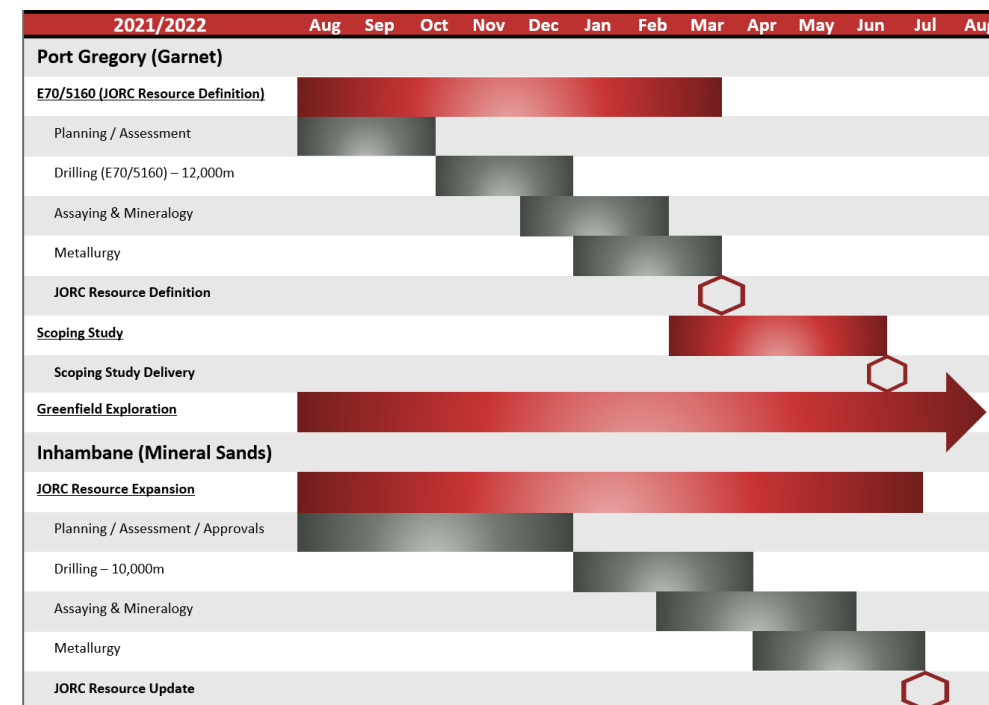 2021/2022 Aug Sep Oct Nov Dec Jan Feb Mar Apr May Jun Jul Aug
Port Gregory (Garnet)
E70/5160 (JORC Resource Definition)
Planning / Assessment
Drilling (E70/5160) – 12,000m
Assaying & Mineralogy
Metallurgy
JORC Resource Definition
Scoping Study
Scoping Study Delivery
Greenfield Exploration
Inhambane (Mineral Sands)
JORC Resource Expansion
Planning / Assessment / Approvals
Drilling – 10,000m
Assaying & Mineralogy
Metallurgy
JORC Resource Update